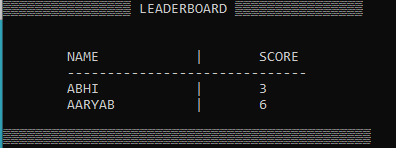 LEADERBOARD
NAME | SCORE
------------------------------
ABHI | 3
AARYAB | 6